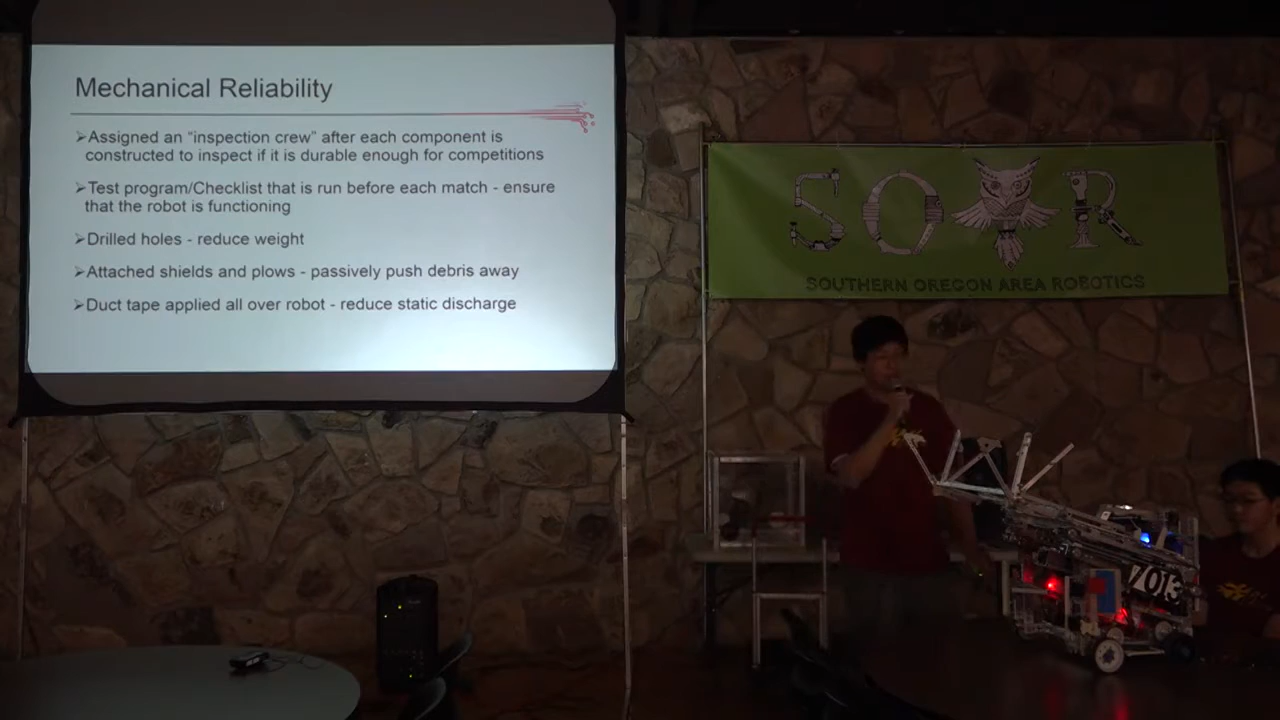 Mechanical Reliability
➢Assigned an “inspection crew” after each component is
constructed to inspect if it is durable enough for competitions
➢Test program/Checklist that is run before each match - ensure
that the robot is functioning
➢Drilled holes - reduce weight
➢Attached shields and plows - passively push debris away
➢Duct tape applied all over robot - reduce static discharge
SOAR
SOUTHERN OREGON AREA ROBOTICS
7013